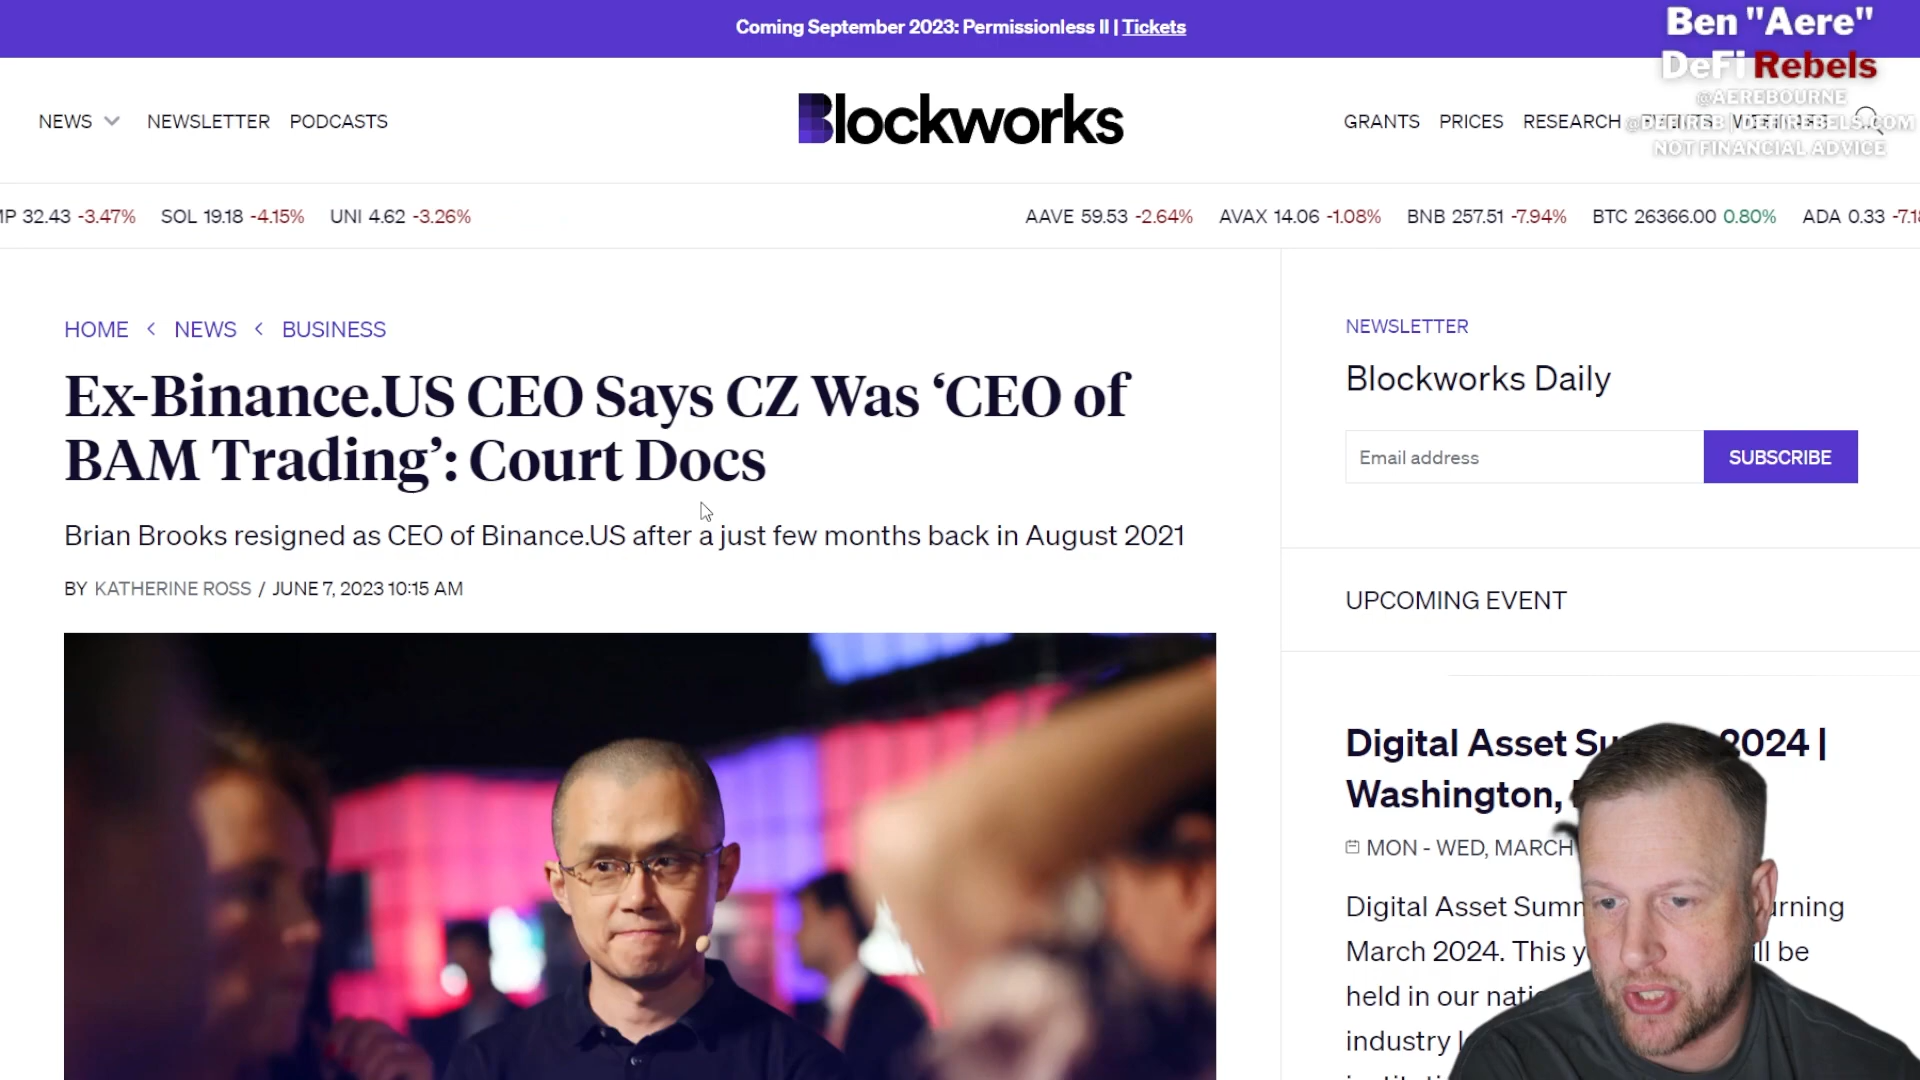 Coming September 2023: Permissionless II | Tickets
Ben "Aere"
DeFi Rebels
@AEREBOURNE
NOT FINANCIAL ADVICE
NEWS NEWSLETTER PODCASTS
Blockworks
GRANTS PRICES RESEARCH EVENTS WEBINARS
MP 32.43 -3.47% SOL 19.18 -4.15% UNI 4.62 -3.26% AAVE 59.53 -2.64% AVAX 14.06 -1.08% BNB 257.51 -7.94% BTC 26366.00 0.80% ADA 0.33
HOME < NEWS < BUSINESS
Ex-Binance.US CEO Says CZ Was ‘CEO of
BAM Trading’: Court Docs
Brian Brooks resigned as CEO of Binance.US after a just few months back in August 2021
BY KATHERINE ROSS / JUNE 7, 2023 10:15 AM
NEWSLETTER
Blockworks Daily
Email address
SUBSCRIBE
UPCOMING EVENT
Digital Asset 2024 |
Washington,
MON - WED, MARCH
Digital Asset
March 2024. This
held in our
industry